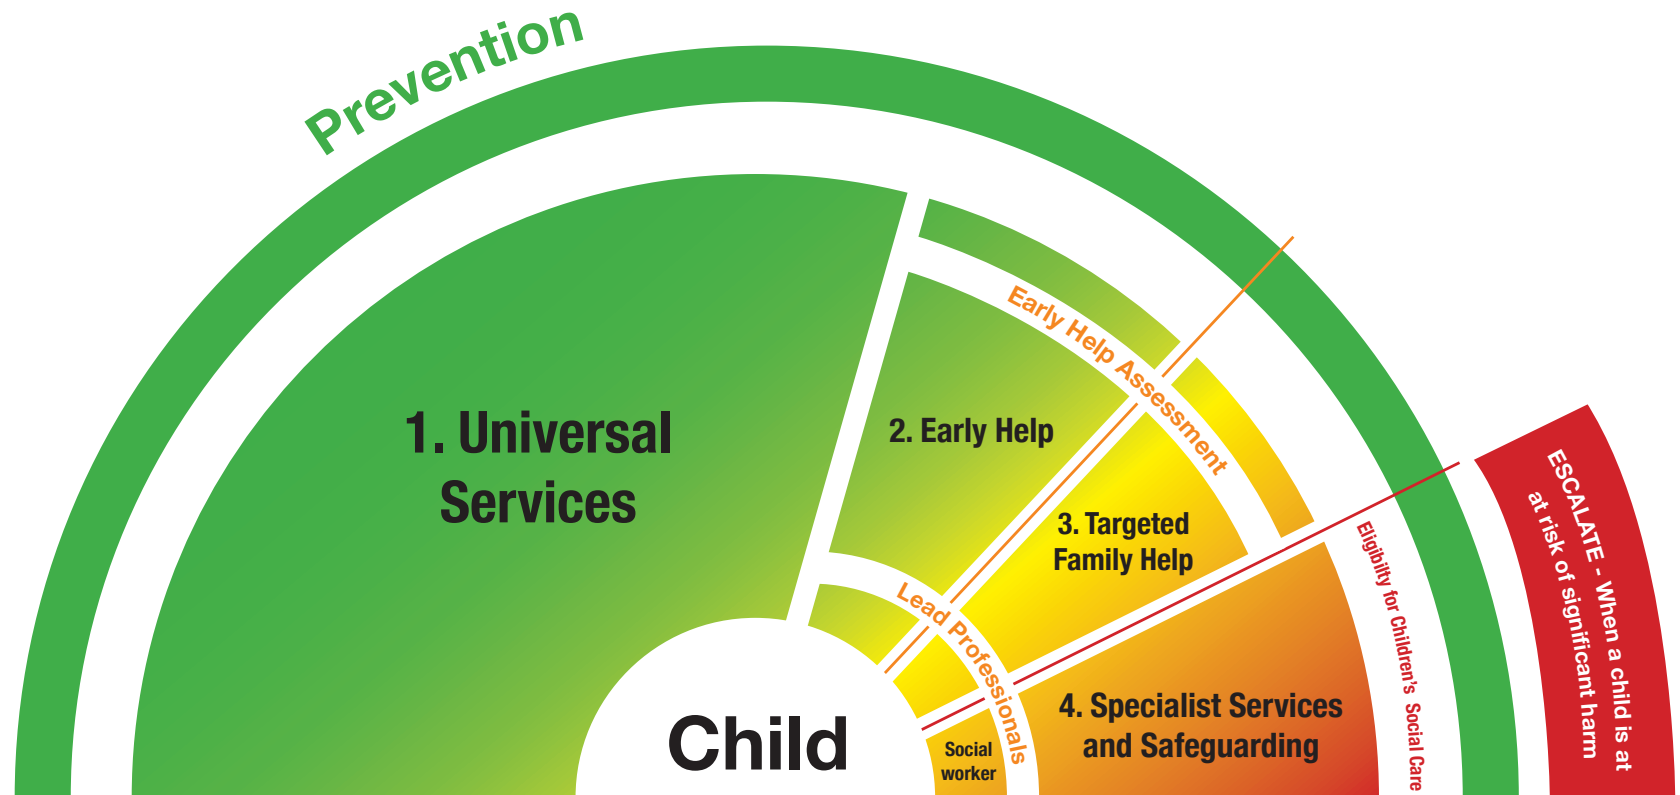 Prevention
1. Universal
Services
2. Early Help
Early Help Assessment
3. Targeted
Family Help
Lead Professionals
4. Specialist Services
and Safeguarding
Social
worker
Child
Eligibilty for Children's Social Care
ESCALATE - When a child is at
at risk of significant harm